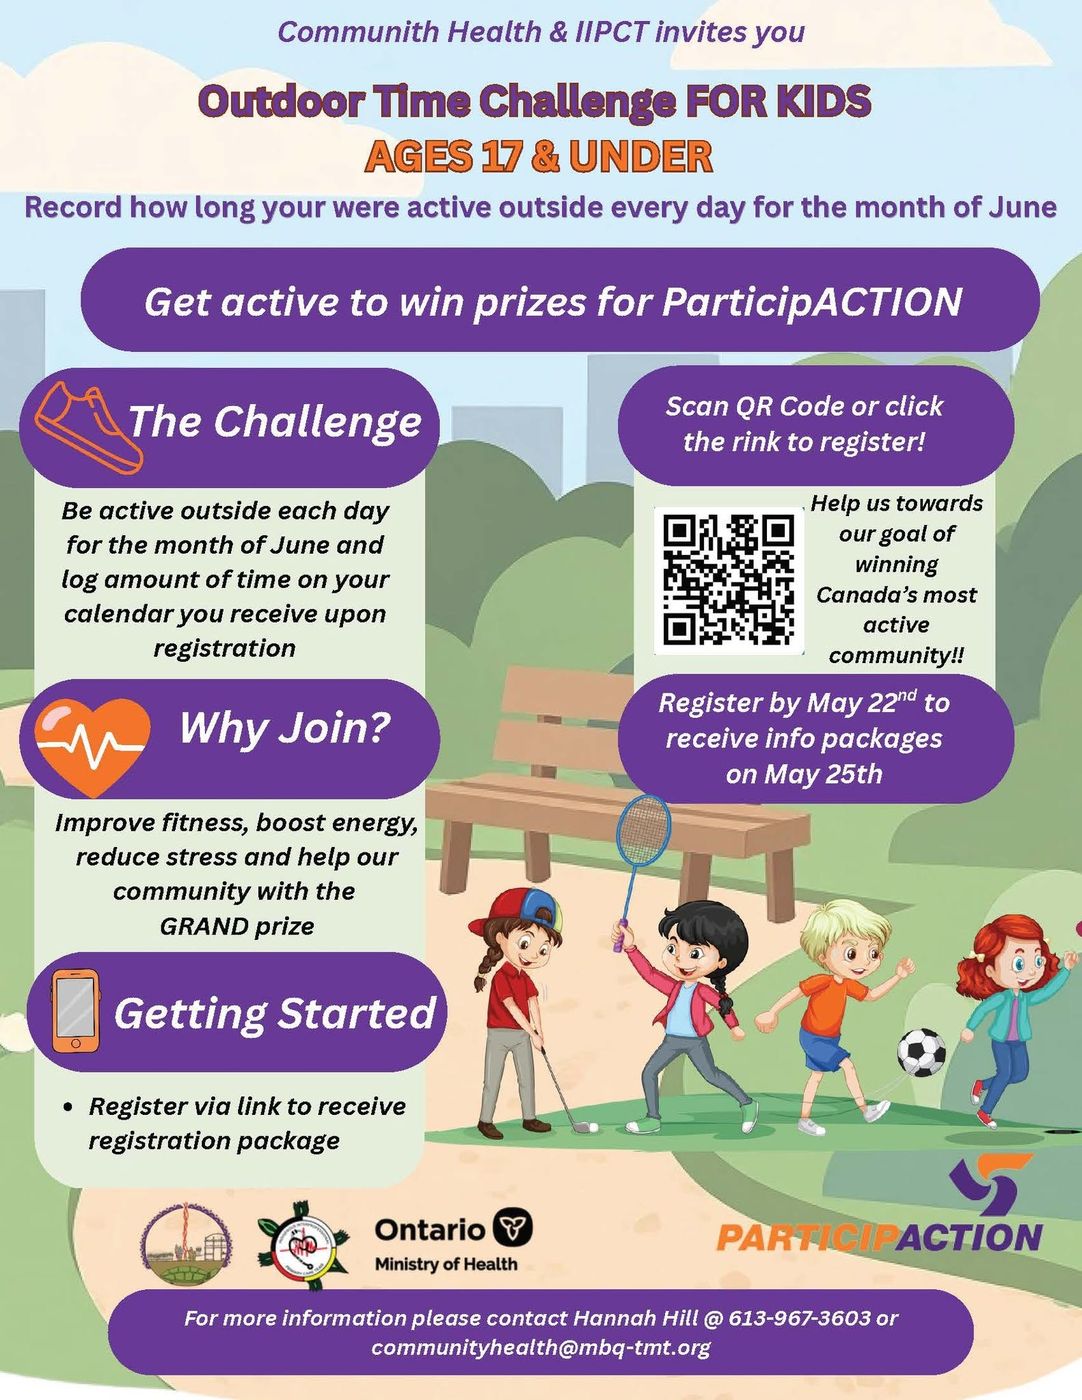 Communith Health & IIPCT invites you
Outdoor Time Challenge FOR KIDS
AGES 17 & UNDER
Record how long your were active outside every day for the month of June
Get active to win prizes for ParticipACTION
The Challenge
Be active outside each day
for the month of June and
log amount of time on your
calendar you receive upon
registration
Why Join?
Improve fitness, boost energy,
reduce stress and help our
community with the
GRAND prize
Getting Started
• Register via link to receive
registration package
Scan QR Code or click
the rink to register!
Help us towards
our goal of
winning
Canada's most
active
community!!
Register by May 22nd to
receive info packages
on May 25th
Ontario
Ministry of Health
PARTICIPACTION
For more information please contact Hannah Hill @ 613-967-3603 or
communityhealth@mbq-tmt.org